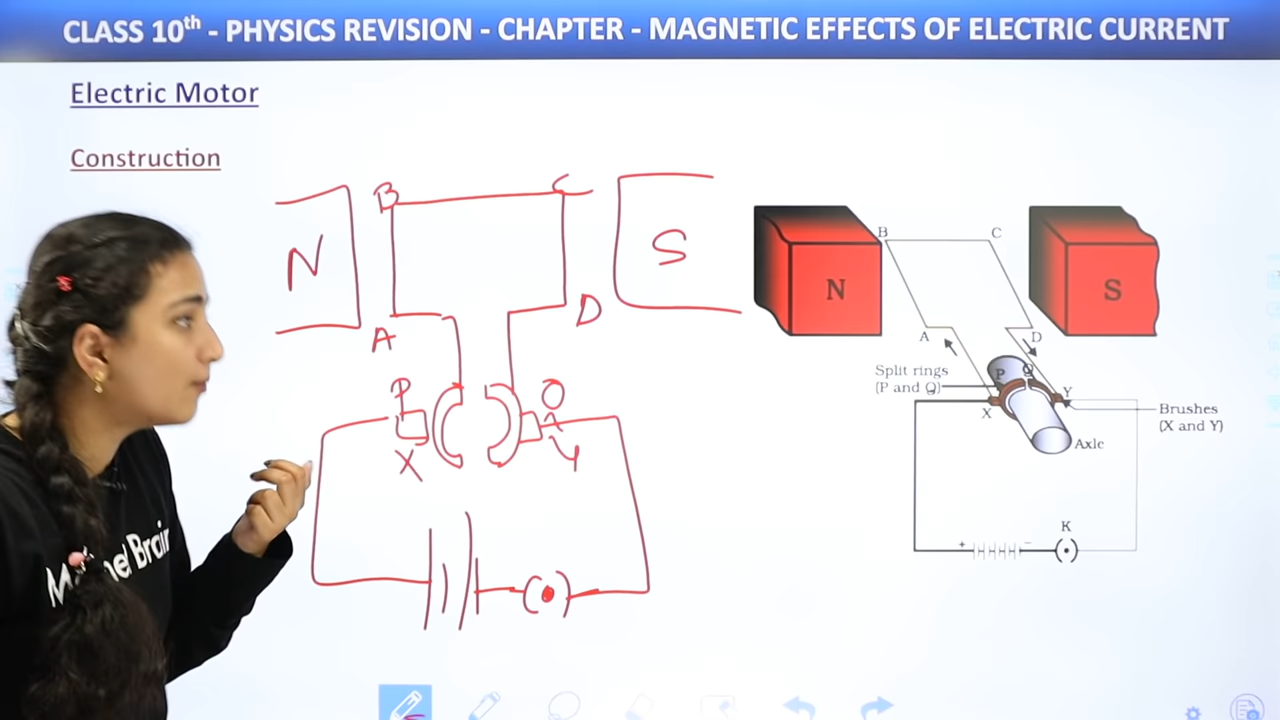 CLASS 10th - PHYSICS REVISION - CHAPTER - MAGNETIC EFFECTS OF ELECTRIC CURRENT
Electric Motor
Construction
N
B
C
S
A
D
P
Q
X
Y
N
S
B
C
A
D
Split rings
(P and Q)
P
Q
X
Y
Brushes
(X and Y)
Axle
K
+
−